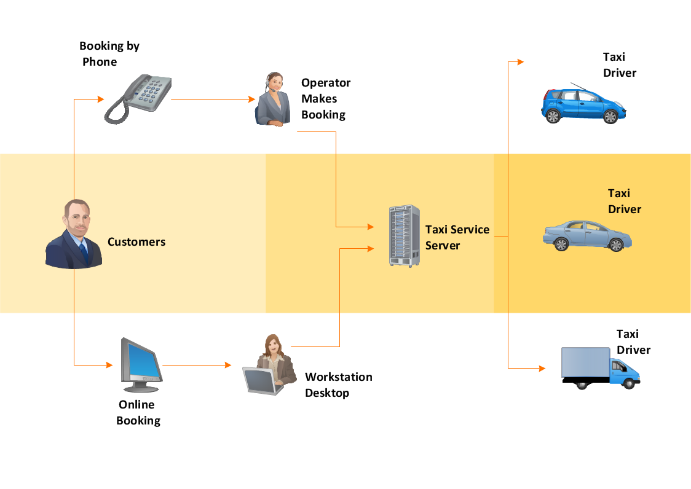 Booking by
Phone
Operator
Makes
Booking
Taxi
Driver
Customers
Taxi Service
Server
Taxi
Driver
Online
Booking
Workstation
Desktop
Taxi
Driver